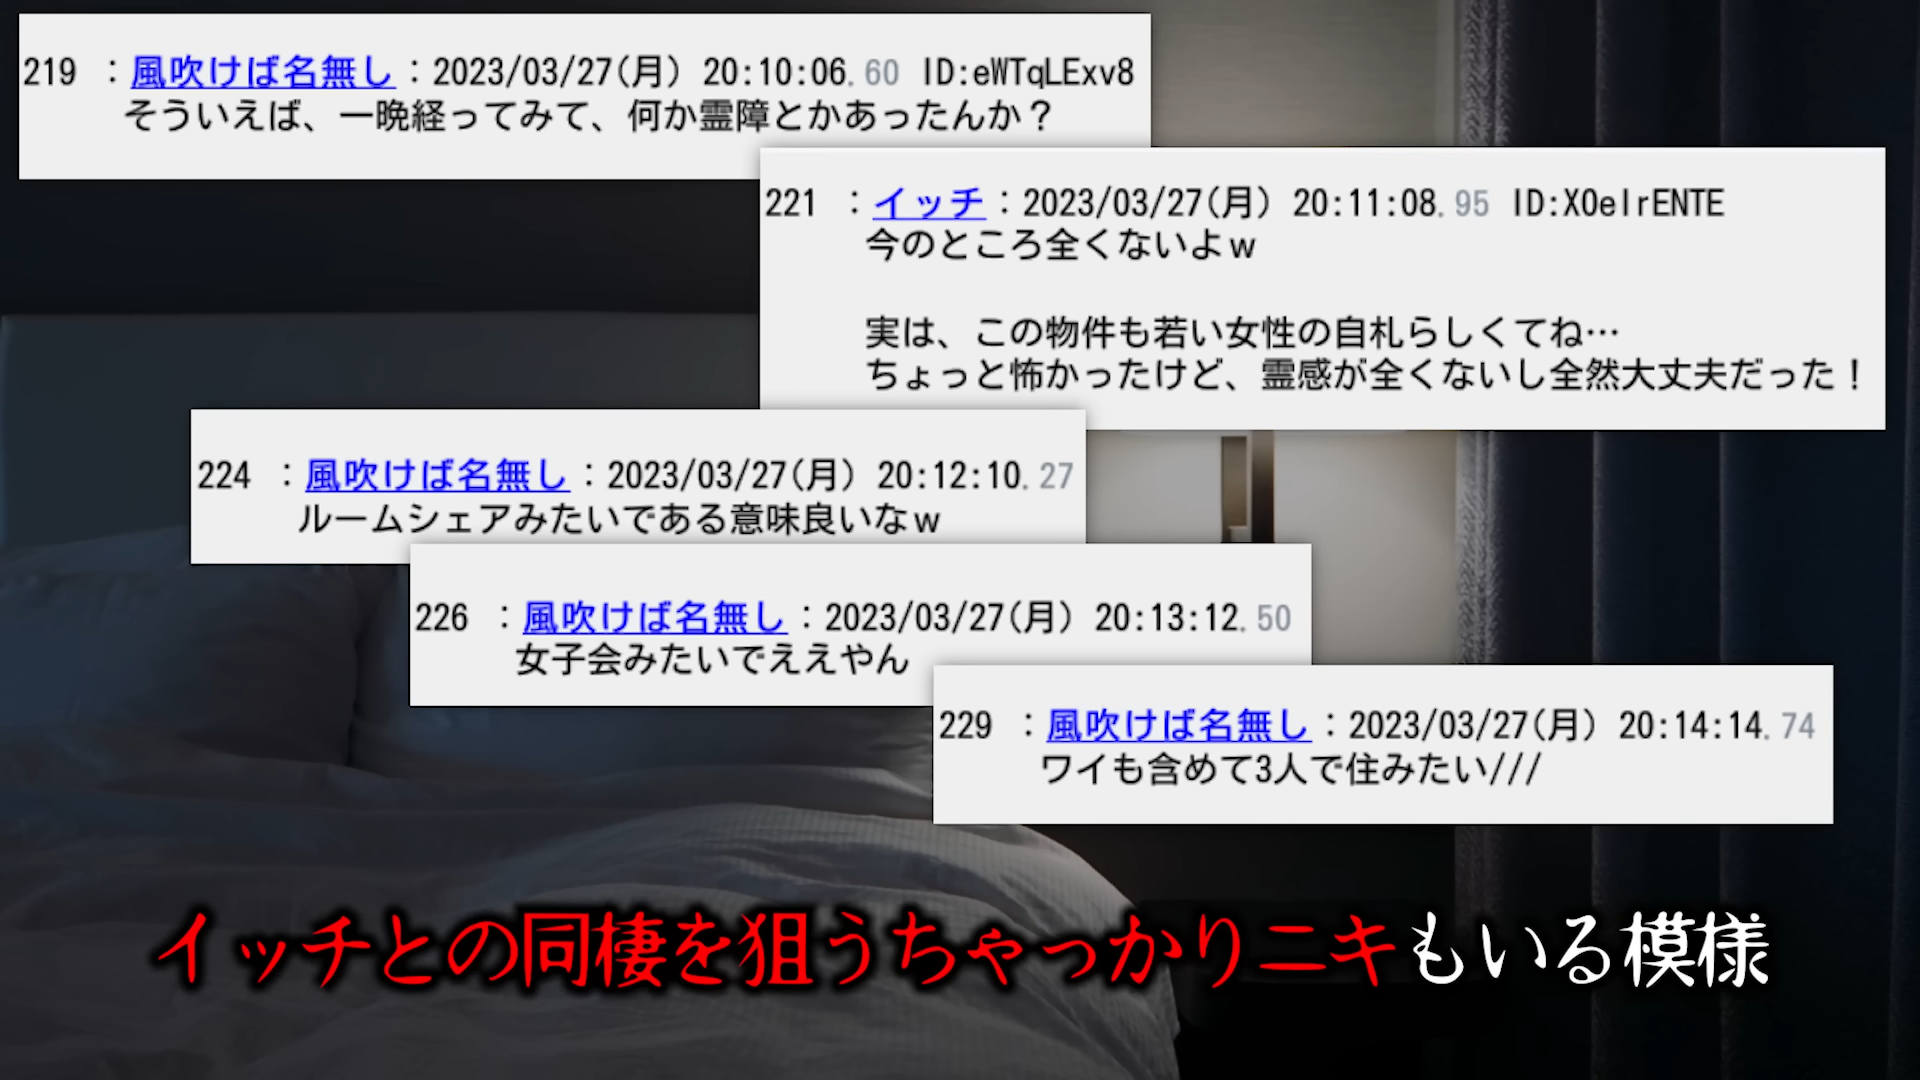 219 ：風吹けば名無し：2023/03/27(月) 20:10:06.60 ID:eWTqLExv8
そういえば、一晩経ってみて、何か霊障とかあったんか？
221 ：イッチ：2023/03/27(月) 20:11:08.95 ID:X0eIrENTE
今のところ全くないよｗ
実は、この物件も若い女性の自札らしくてね…
ちょっと怖かったけど、霊感が全くないし全然大丈夫だった！
224 ：風吹けば名無し：2023/03/27(月) 20:12:10.27
ルームシェアみたいである意味良いなｗ
226 ：風吹けば名無し：2023/03/27(月) 20:13:12.50
女子会みたいでええやん
229 ：風吹けば名無し：2023/03/27(月) 20:14:14.74
ワイも含めて3人で住みたい///
イッチとの同棲を狙うちゃっかりニキもいる模様